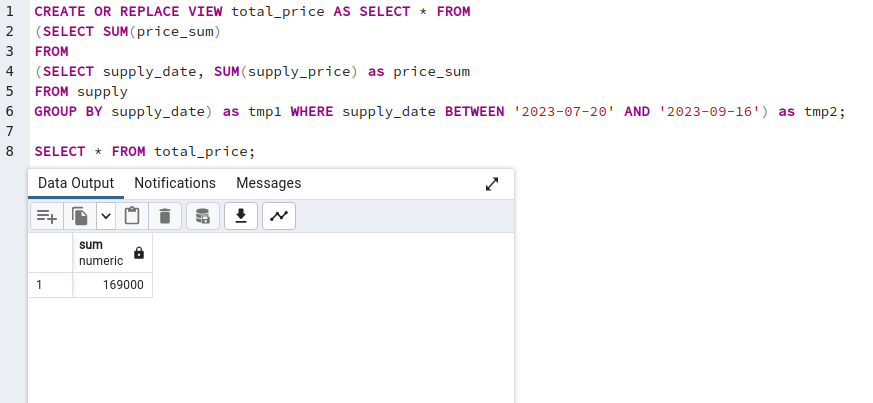 1 CREATE OR REPLACE VIEW total_price AS SELECT * FROM
2 (SELECT SUM(price_sum)
3 FROM
4 (SELECT supply_date, SUM(supply_price) as price_sum
5 FROM supply
6 GROUP BY supply_date) as tmp1 WHERE supply_date BETWEEN '2023-07-20' AND '2023-09-16') as tmp2;
7
8 SELECT * FROM total_price;
Data Output Notifications Messages
sum
numeric
1 169000